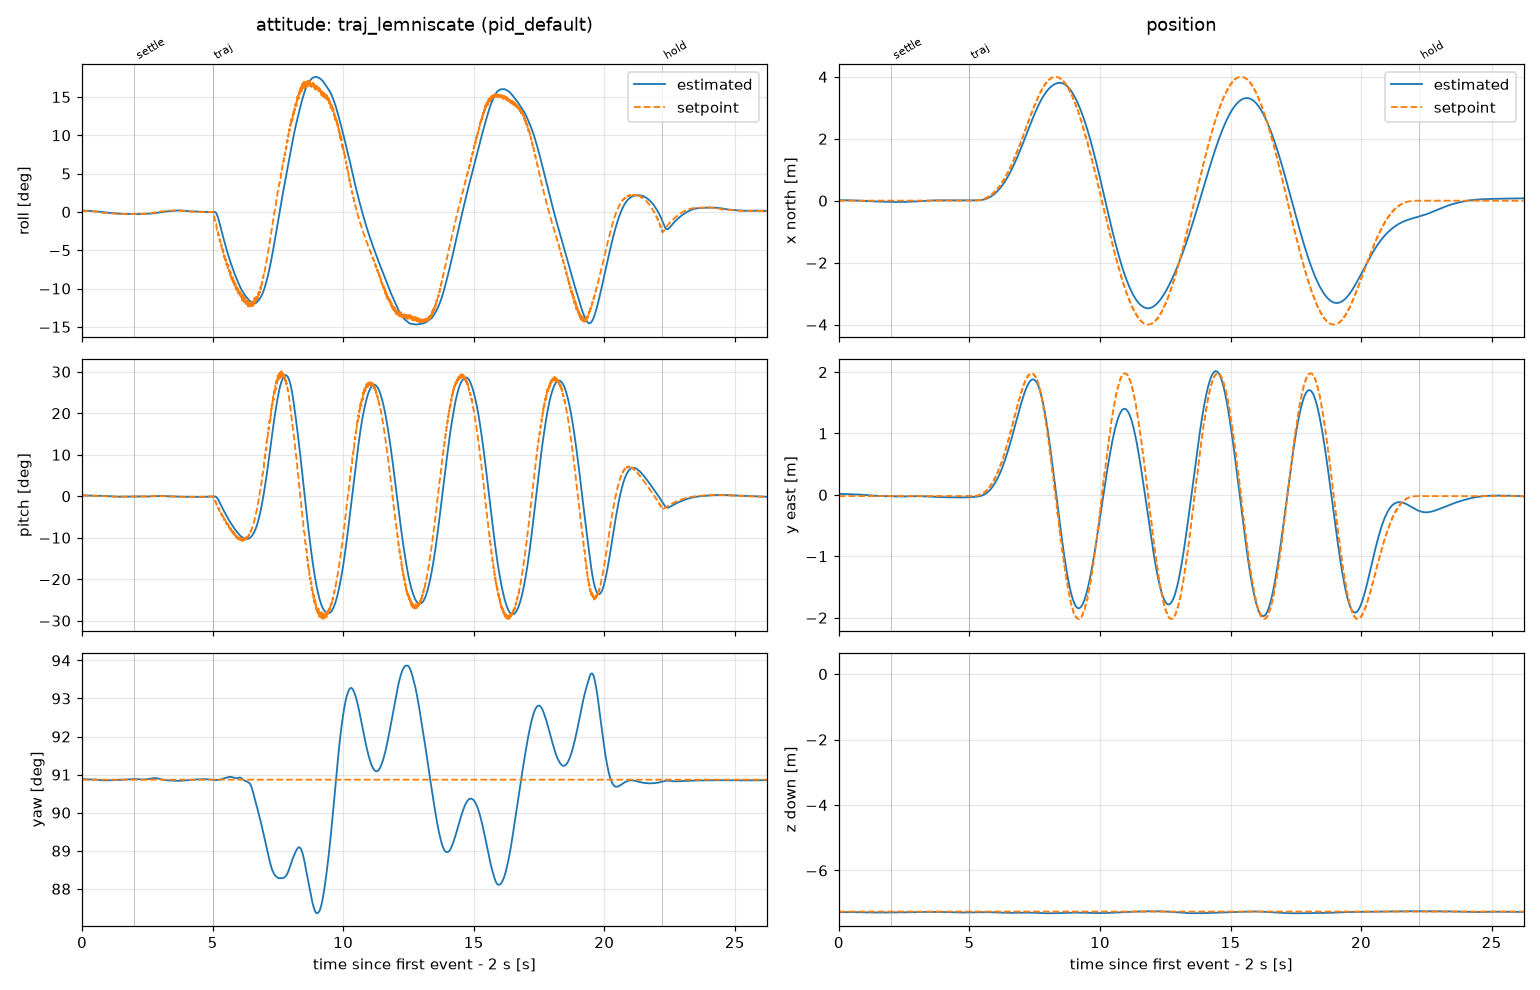 attitude: traj_lemniscate (pid_default)
settle
traj
hold
estimated
setpoint
roll [deg]
15
10
5
0
−5
−10
−15
pitch [deg]
30
20
10
0
−10
−20
−30
yaw [deg]
94
93
92
91
90
89
88
0
5
10
15
20
25
time since first event - 2 s [s]
position
settle
traj
hold
estimated
setpoint
x north [m]
4
2
0
−2
−4
y east [m]
2
1
0
−1
−2
z down [m]
0
−2
−4
−6
0
5
10
15
20
25
time since first event - 2 s [s]